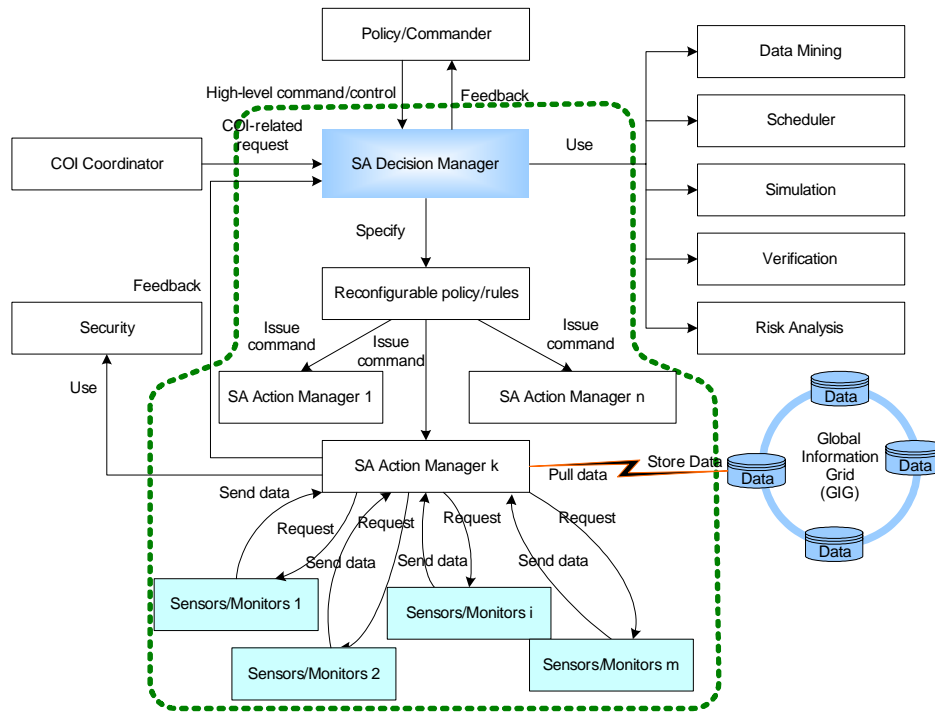 Policy/Commander
Data Mining
High-level command/control
Feedback
COI-related
request
Scheduler
COI Coordinator
SA Decision Manager
Use
Simulation
Specify
Verification
Feedback
Reconfigurable policy/rules
Security
Risk Analysis
Issue
command
Issue
command
Issue
command
Use
SA Action Manager 1
SA Action Manager n
Data
Global
Information
Grid
(GIG)
Data
Data
Data
SA Action Manager k
Store Data
Pull data
Send data
Request
Request
Request
Request
Send data
Send data
Send data
Sensors/Monitors 1
Sensors/Monitors i
Sensors/Monitors 2
Sensors/Monitors m